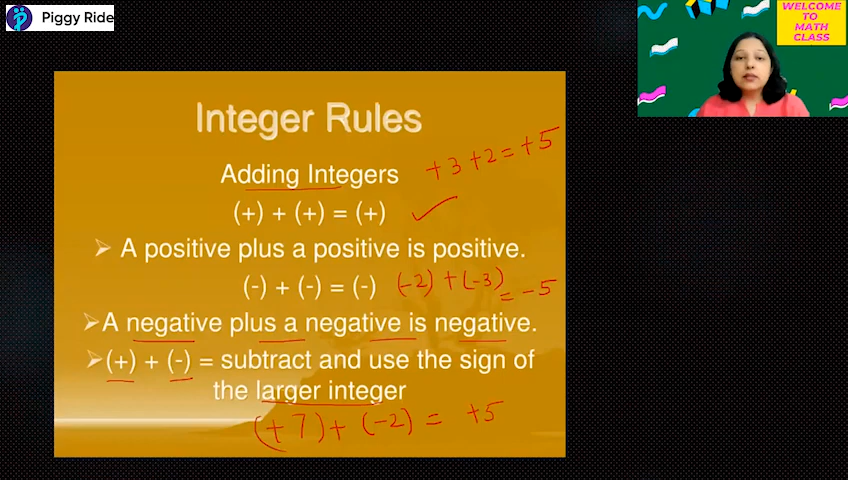 Piggy Ride
WELCOME
TO
MATH
CLASS
Integer Rules
Adding Integers
+3+2=+5
(+) + (+) = (+) ✓
➢ A positive plus a positive is positive.
(-) + (-) = (-) (-2) + (-3)
= -5
➢A negative plus a negative is negative.
➢(+) + (-) = subtract and use the sign of
the larger integer
(+7)+ (-2) = +5